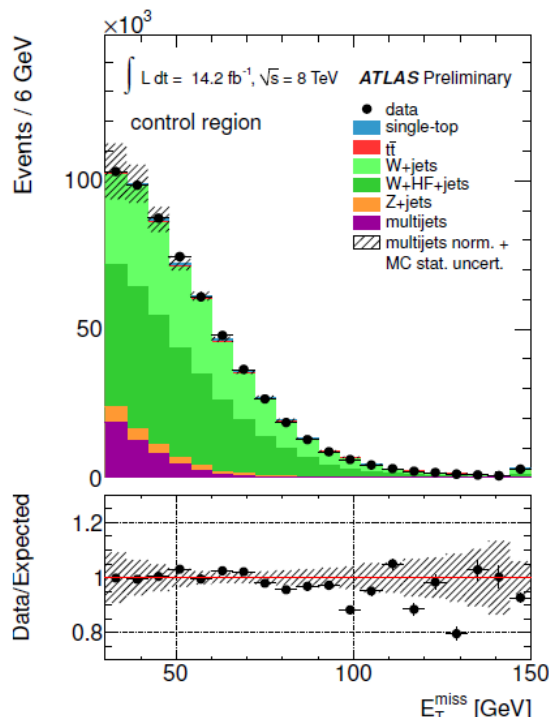 ×10³
∫ L dt = 14.2 fb⁻¹, √s = 8 TeV
ATLAS Preliminary
control region
data
single-top
tt̄
W+jets
W+HF+jets
Z+jets
multijets
multijets norm. +
MC stat. uncert.
Events / 6 GeV
100
50
0
Data/Expected
1.2
1
0.8
50
100
150
E_T^miss [GeV]